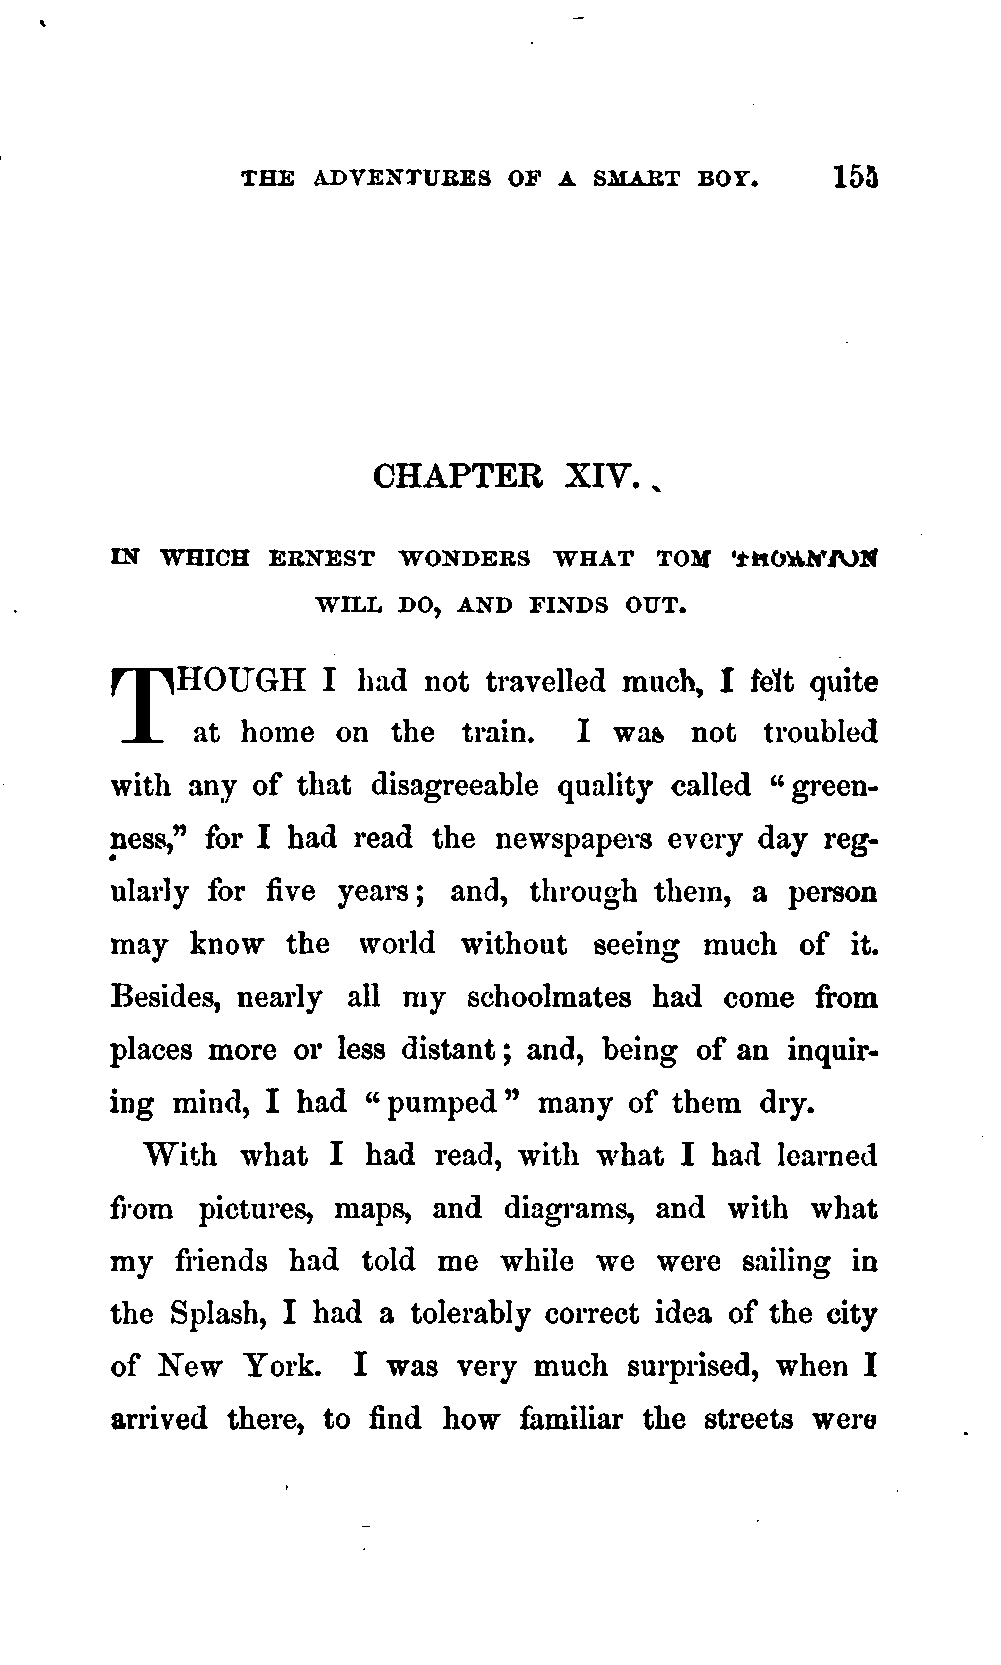 THE ADVENTURES OF A SMART BOY. 155
CHAPTER XIV.
IN WHICH ERNEST WONDERS WHAT TOM THORNTON
WILL DO, AND FINDS OUT.
THOUGH I had not travelled much, I felt quite
at home on the train. I was not troubled
with any of that disagreeable quality called “green-
ness,” for I had read the newspapers every day reg-
ularly for five years; and, through them, a person
may know the world without seeing much of it.
Besides, nearly all my schoolmates had come from
places more or less distant; and, being of an inquir-
ing mind, I had “pumped” many of them dry.
With what I had read, with what I had learned
from pictures, maps, and diagrams, and with what
my friends had told me while we were sailing in
the Splash, I had a tolerably correct idea of the city
of New York. I was very much surprised, when I
arrived there, to find how familiar the streets were